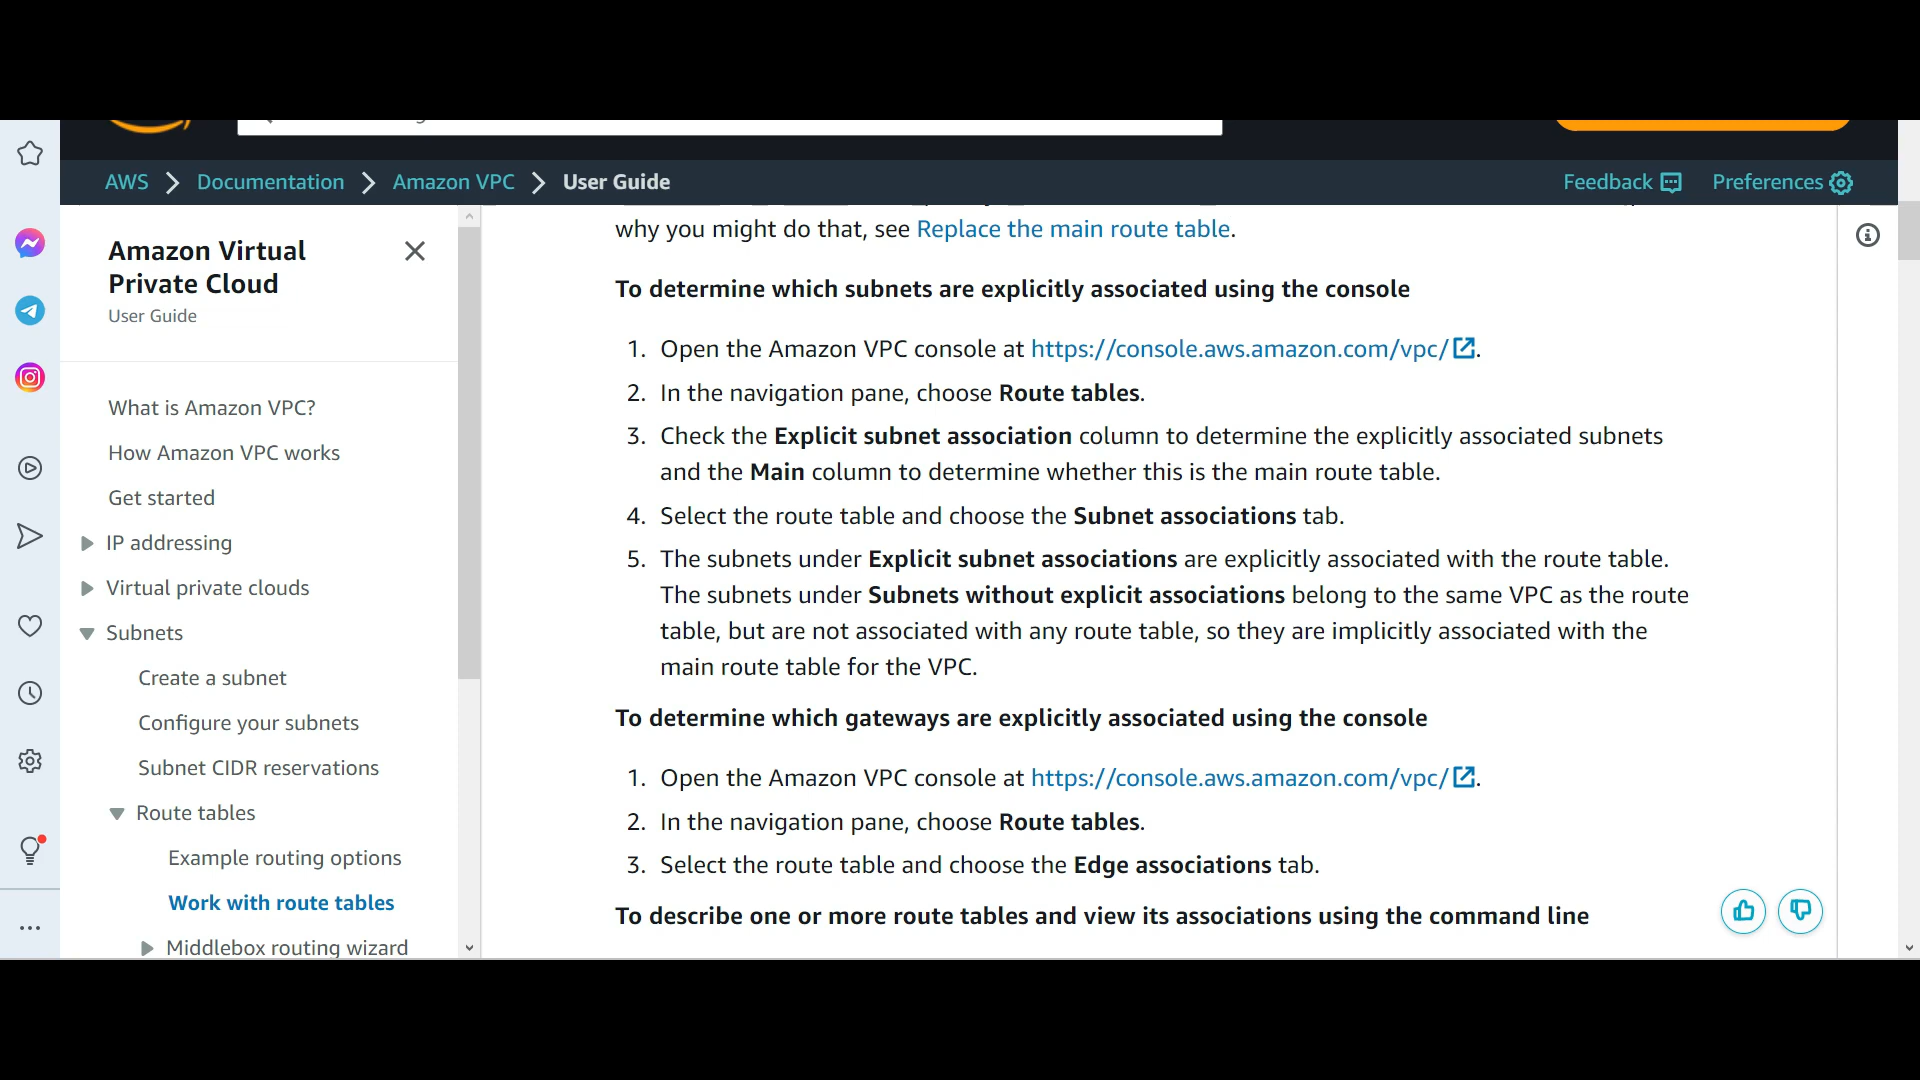 AWS > Documentation > Amazon VPC > User Guide
Feedback
Preferences
Amazon Virtual
Private Cloud
User Guide
What is Amazon VPC?
How Amazon VPC works
Get started
IP addressing
Virtual private clouds
Subnets
Create a subnet
Configure your subnets
Subnet CIDR reservations
Route tables
Example routing options
Work with route tables
Middlebox routing wizard
why you might do that, see Replace the main route table.
To determine which subnets are explicitly associated using the console
1. Open the Amazon VPC console at https://console.aws.amazon.com/vpc/.
2. In the navigation pane, choose Route tables.
3. Check the Explicit subnet association column to determine the explicitly associated subnets
and the Main column to determine whether this is the main route table.
4. Select the route table and choose the Subnet associations tab.
5. The subnets under Explicit subnet associations are explicitly associated with the route table.
The subnets under Subnets without explicit associations belong to the same VPC as the route
table, but are not associated with any route table, so they are implicitly associated with the
main route table for the VPC.
To determine which gateways are explicitly associated using the console
1. Open the Amazon VPC console at https://console.aws.amazon.com/vpc/.
2. In the navigation pane, choose Route tables.
3. Select the route table and choose the Edge associations tab.
To describe one or more route tables and view its associations using the command line